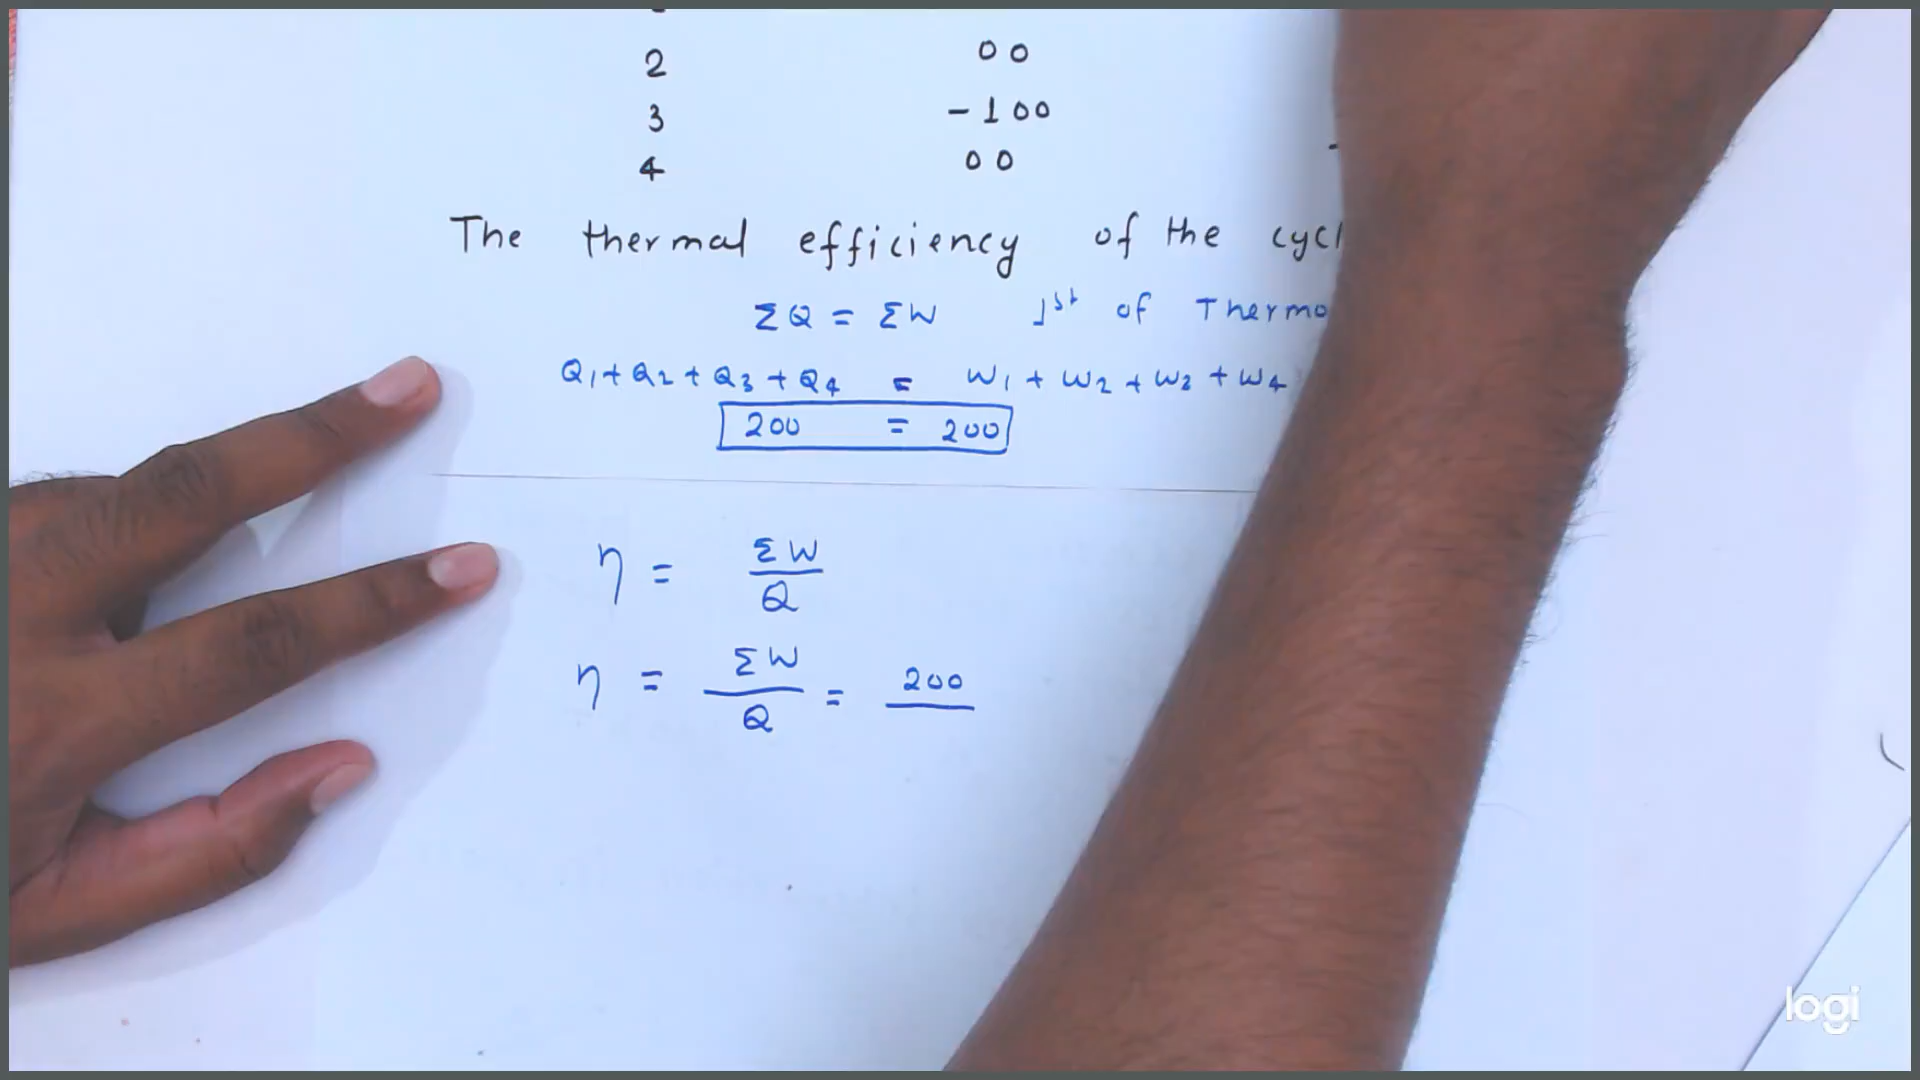 2 00
3 -100
4 00 -
The thermal efficiency of the cycl
ΣQ = ΣW 1st of Thermo
Q1+Q2+Q3+Q4 = W1+W2+W3+W4
200 = 200
η = ΣW/Q
η = ΣW/Q = 200
logi